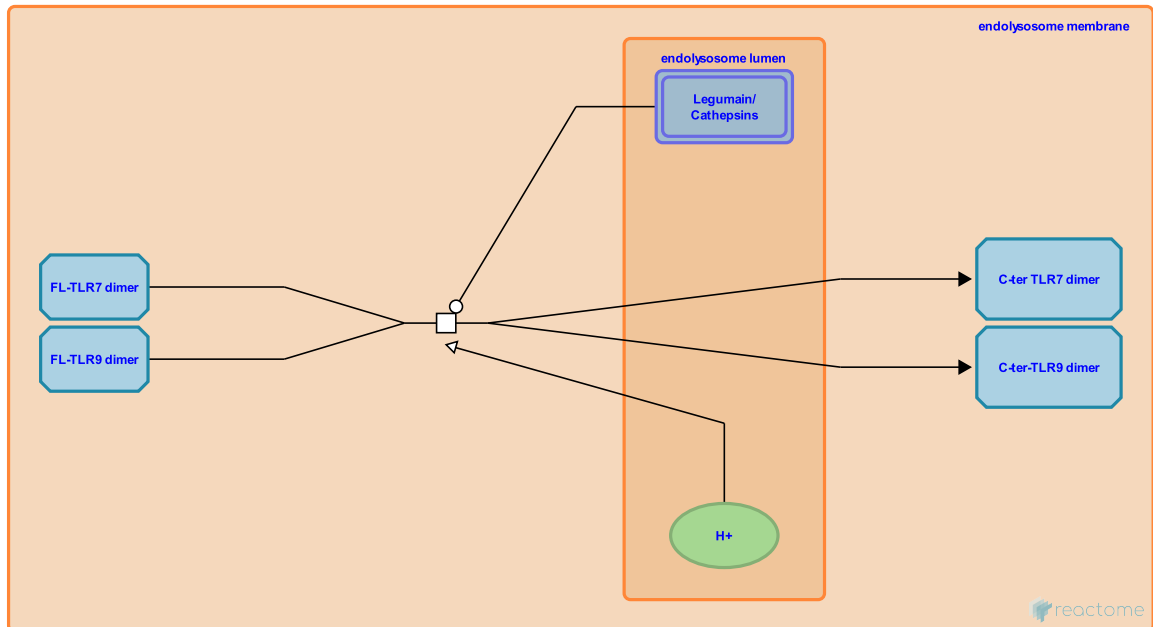 endolysosome membrane
endolysosome lumen
Legumain/
Cathepsins
FL-TLR7 dimer
C-ter TLR7 dimer
FL-TLR9 dimer
C-ter-TLR9 dimer
H+
reactome